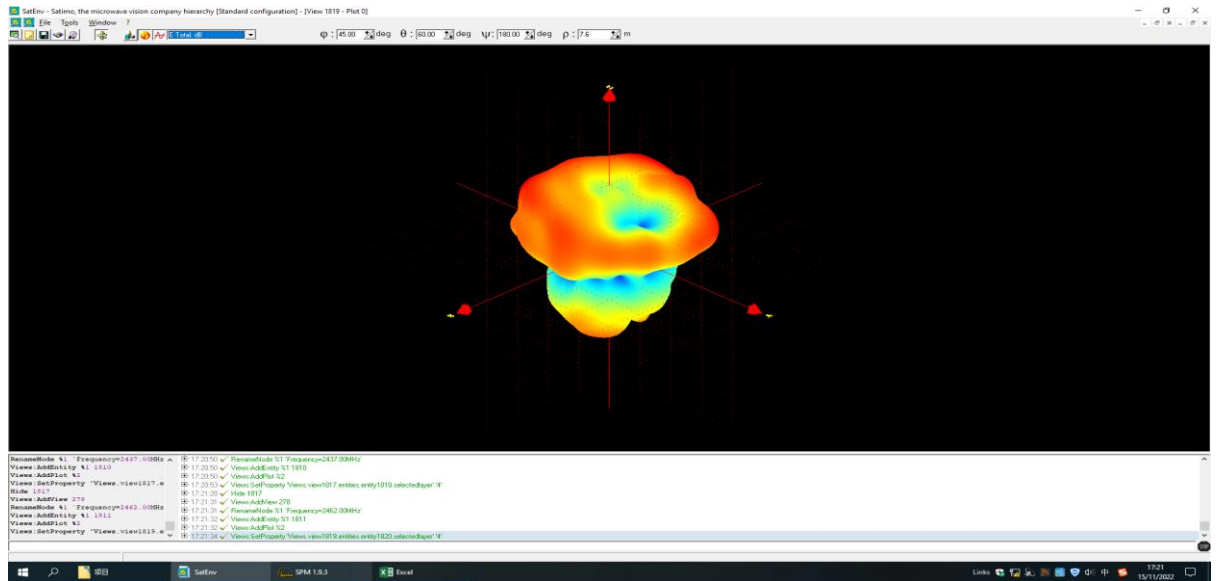 SatEnv - Satimo, the microwave vision company hierarchy [Standard configuration] - [View 1819 - Plot 0]
File Tools Window ?
E Total dB φ : 45.00 deg θ : 60.00 deg ψ : 180.00 deg ρ : 7.6 m
RenameNode %1 'Frequency=2437.00MHz
Views:AddEntity %1 1810
Views:AddPlot %2
Views:SetProperty 'Views.view1817.e
Hide 1817
Views:AddView 278
RenameNode %1 'Frequency=2462.00MHz
Views:AddEntity %1 1811
Views:AddPlot %2
Views:SetProperty 'Views.view1819.e
17:20:50 RenameNode %1 'Frequency=2437.00MHz'
17:20:50 Views:AddEntity %1 1810
17:20:50 Views:AddPlot %2
17:20:53 Views:SetProperty 'Views.view1817.entities.entity1818.selectedlayer' '4'
17:21:28 Hide 1817
17:21:31 Views:AddView 278
17:21:31 RenameNode %1 'Frequency=2462.00MHz'
17:21:32 Views:AddEntity %1 1811
17:21:32 Views:AddPlot %2
17:21:34 Views:SetProperty 'Views.view1819.entities.entity1820.selectedlayer' '4'
项目 SatEnv SPM 1.9.3 Excel Links 中 17:21
15/11/2022